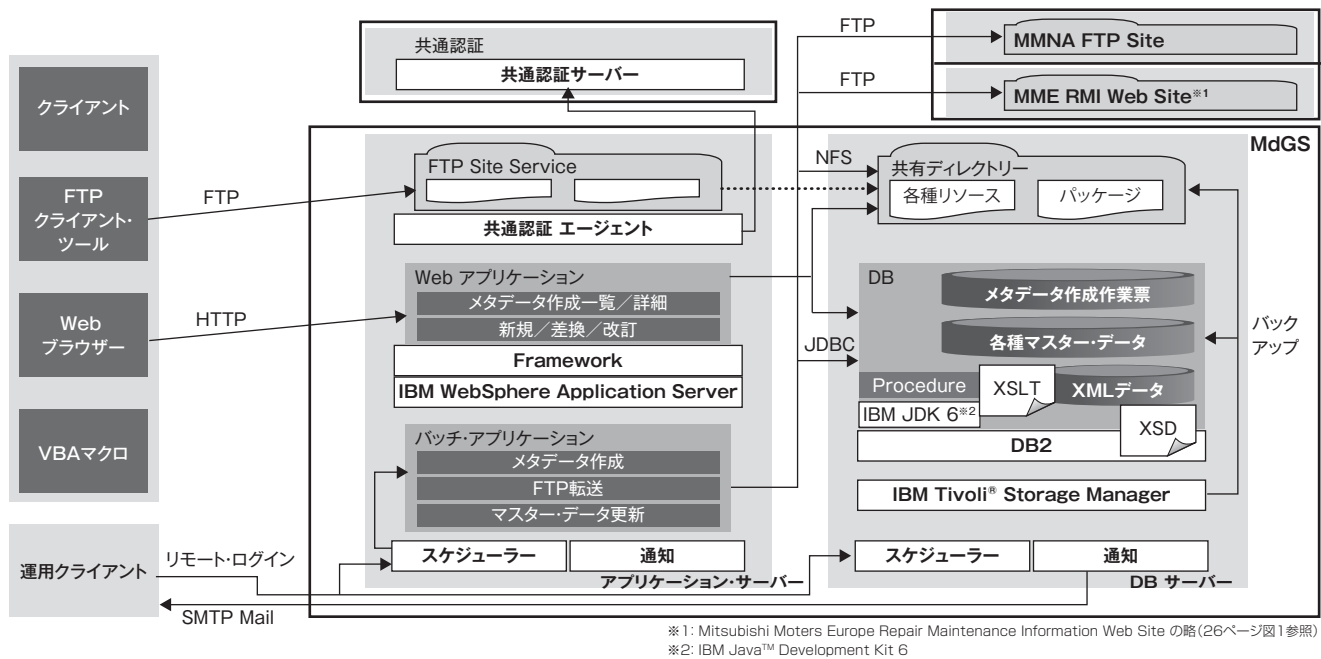 クライアント
FTP
クライアント・
ツール
Web
ブラウザー
VBAマクロ
運用クライアント
FTP
HTTP
リモート・ログイン
SMTP Mail
共通認証
共通認証サーバー
FTP
MMNA FTP Site
FTP
MME RMI Web Site※1
MdGS
FTP Site Service
共通認証 エージェント
Web アプリケーション
メタデータ作成一覧／詳細
新規／差換／改訂
Framework
IBM WebSphere Application Server
バッチ・アプリケーション
メタデータ作成
FTP転送
マスター・データ更新
スケジューラー
通知
アプリケーション・サーバー
NFS
JDBC
共有ディレクトリー
各種リソース
パッケージ
DB
メタデータ作成作業票
各種マスター・データ
Procedure
XSLT
XMLデータ
IBM JDK 6※2
XSD
DB2
IBM Tivoli® Storage Manager
スケジューラー
通知
DB サーバー
バック
アップ
※1: Mitsubishi Moters Europe Repair Maintenance Information Web Site の略(26ページ図1参照)
※2: IBM Java™ Development Kit 6